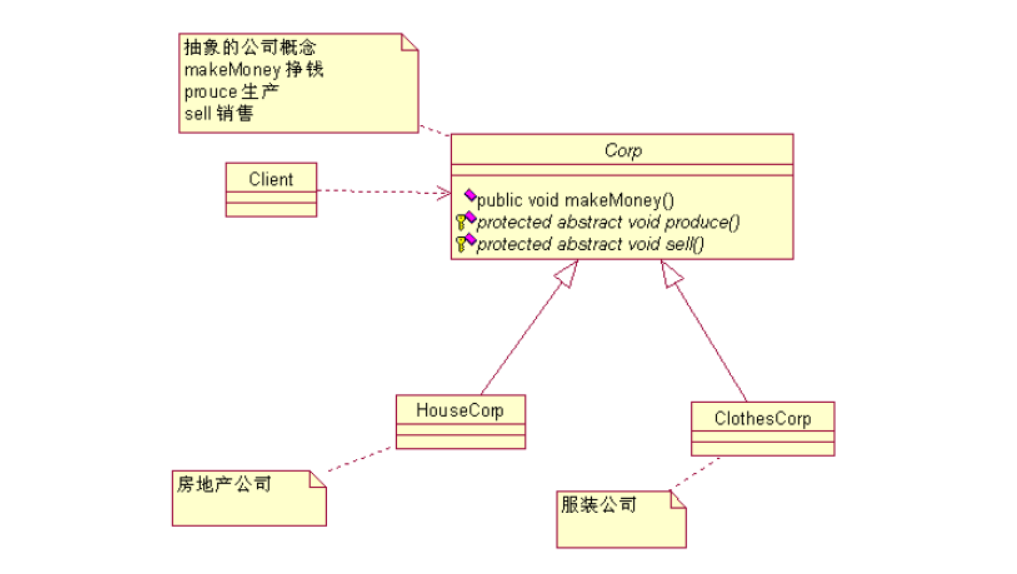 抽象的公司概念
makeMoney 挣钱
prouce 生产
sell 销售
Corp
Client
public void makeMoney()
protected abstract void produce()
protected abstract void sell()
HouseCorp
ClothesCorp
房地产公司
服装公司